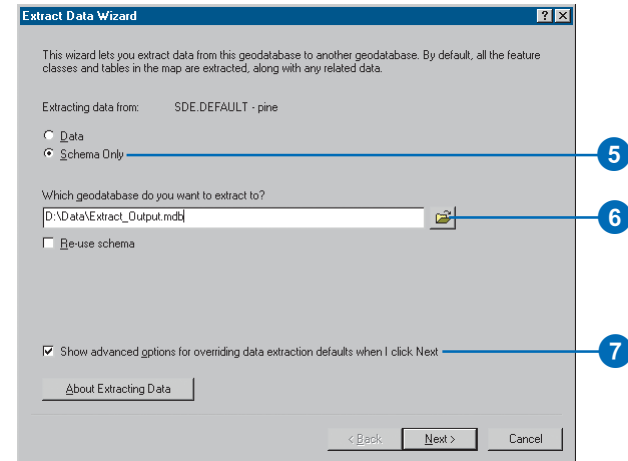 Extract Data Wizard
This wizard lets you extract data from this geodatabase to another geodatabase. By default, all the feature
classes and tables in the map are extracted, along with any related data.
Extracting data from: SDE.DEFAULT - pine
Data
Schema Only
5
Which geodatabase do you want to extract to?
D:\Data\Extract_Output.mdb
6
Re-use schema
Show advanced options for overriding data extraction defaults when I click Next
7
About Extracting Data
< Back Next > Cancel